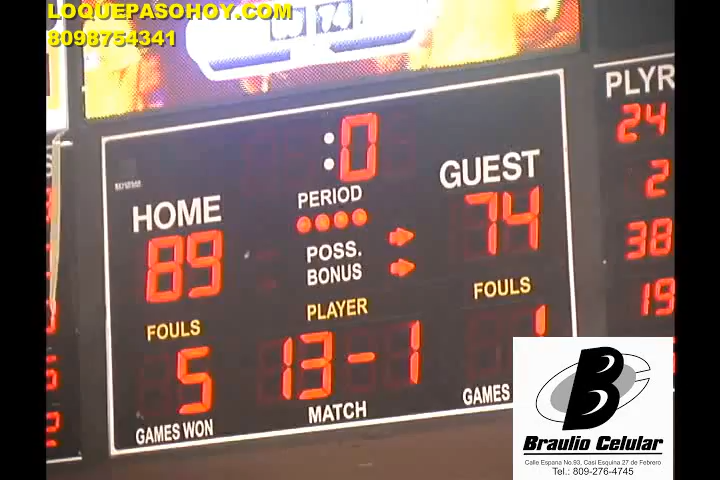 LOQUEPASOHOY.COM
8098754341
74
PLYR
:0
24
GUEST
HOME
PERIOD
2
74
89
POSS.
38
BONUS
FOULS
PLAYER
19
FOULS
5
13-1
1
GAMES WON
MATCH
GAMES
B
Braulio Celular
Calle Espana No.93, Casi Esquina 27 de Febrero
Tel.: 809-276-4745